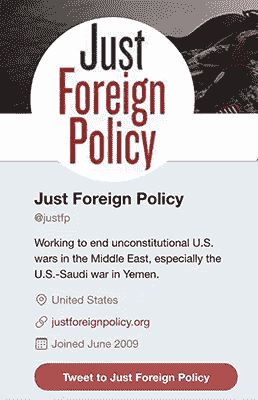 Just
Foreign
Policy
Just Foreign Policy
@justfp
Working to end unconstitutional U.S.
wars in the Middle East, especially the
U.S.-Saudi war in Yemen.
United States
justforeignpolicy.org
Joined June 2009
Tweet to Just Foreign Policy